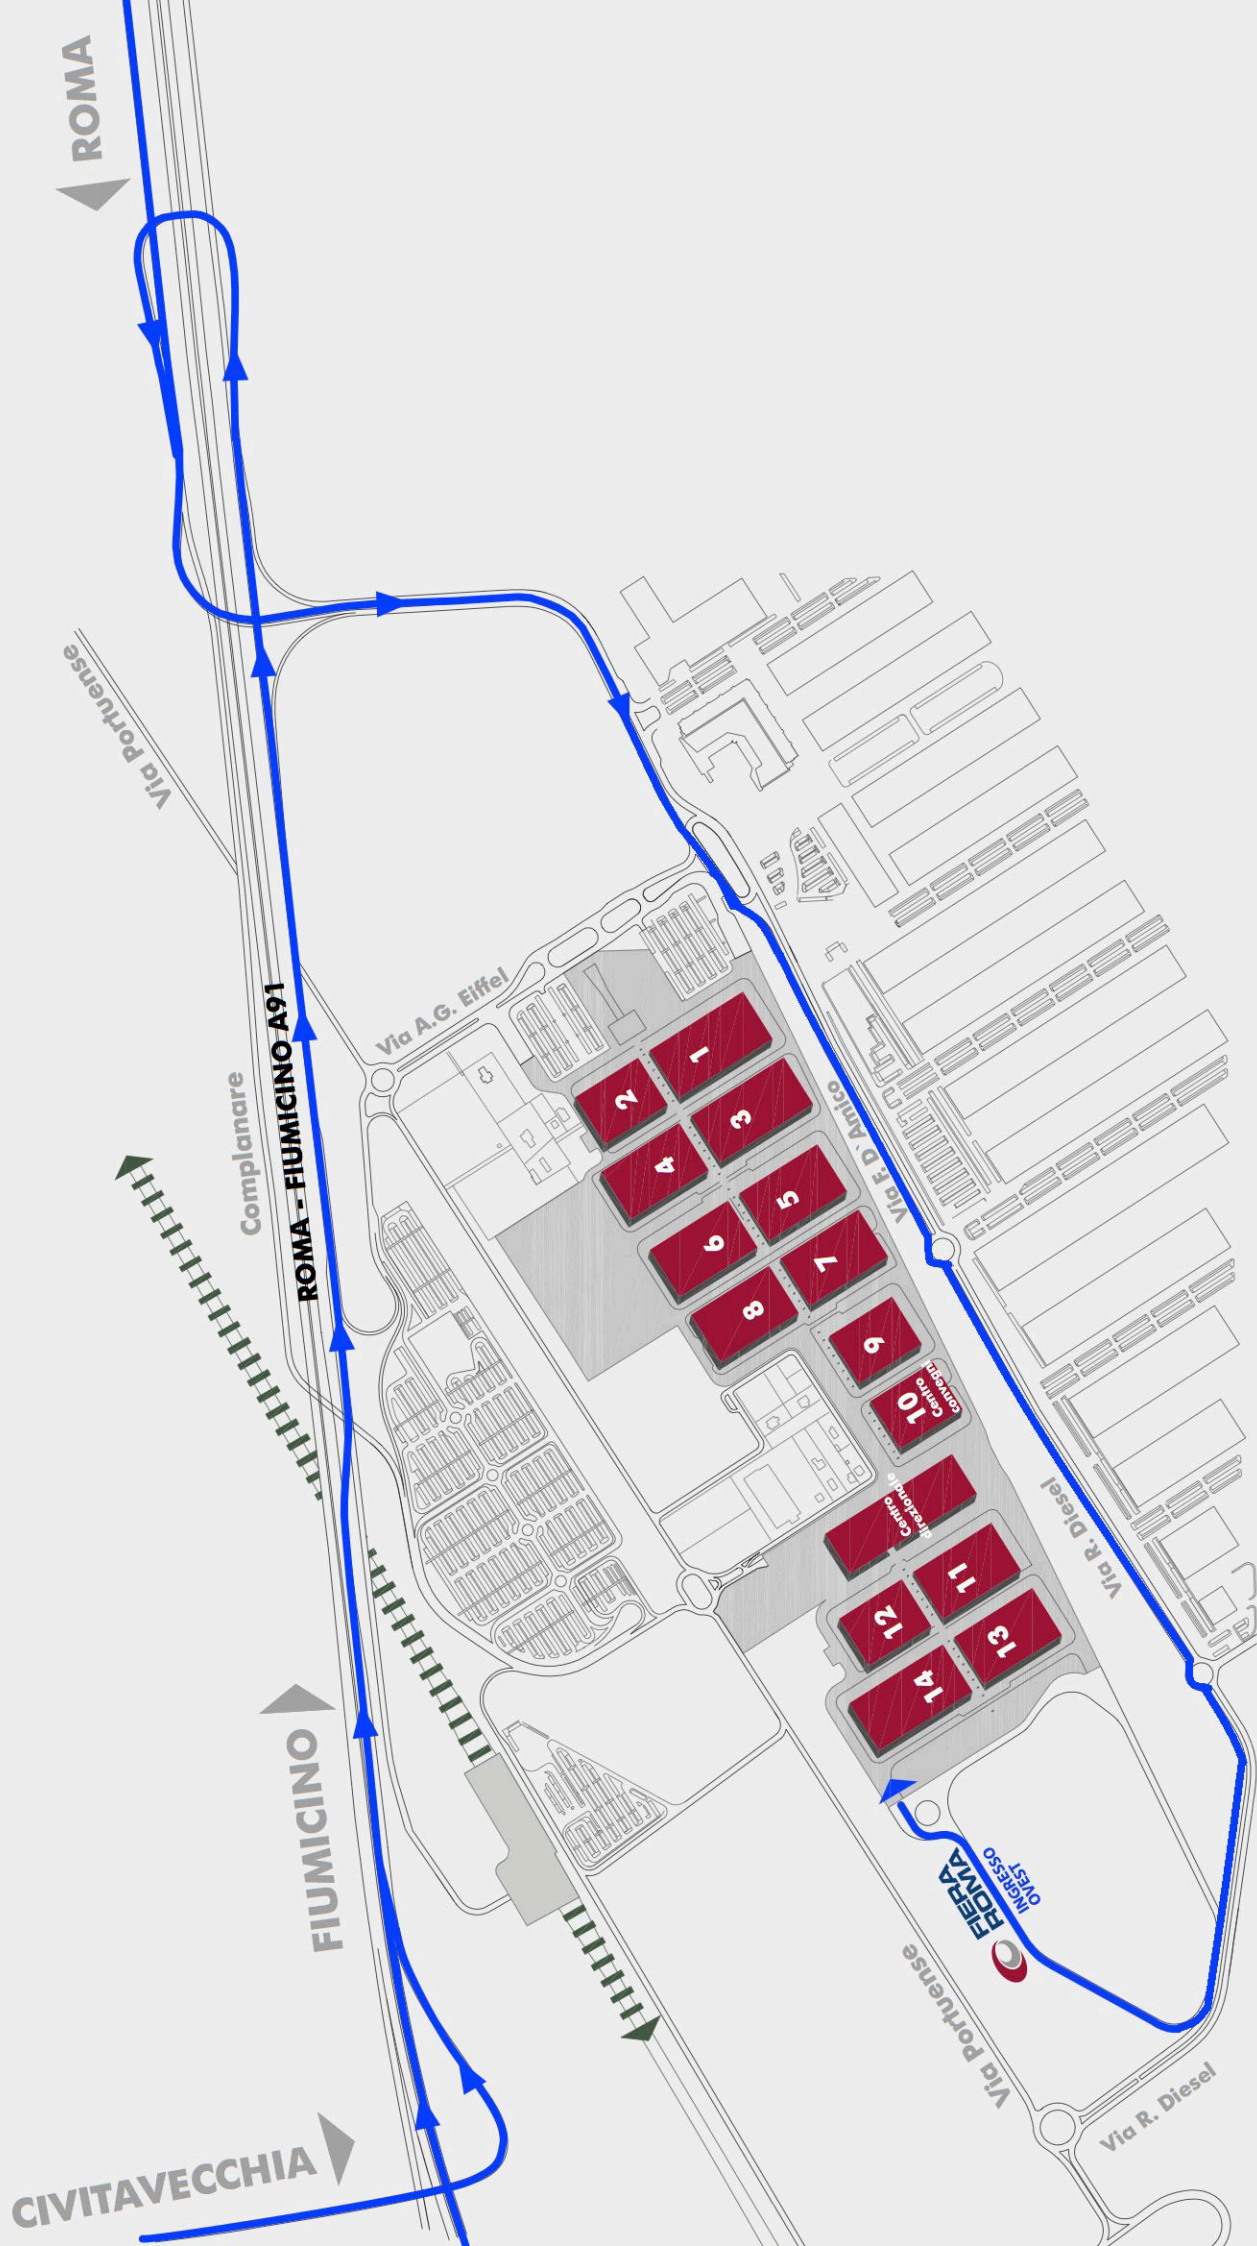 ROMA
Via Portuense
Via A.G. Eiffel
ROMA - FIUMICINO A91
Complanare
1
2
3
4
Via F. D'Amico
5
6
7
8
9
10
Centro
convegni
Centro
direzionale
Via R. Diesel
11
12
13
14
FIUMICINO
INGRESSO
OVEST
FIERA
ROMA
Via Portuense
Via R. Diesel
CIVITAVECCHIA